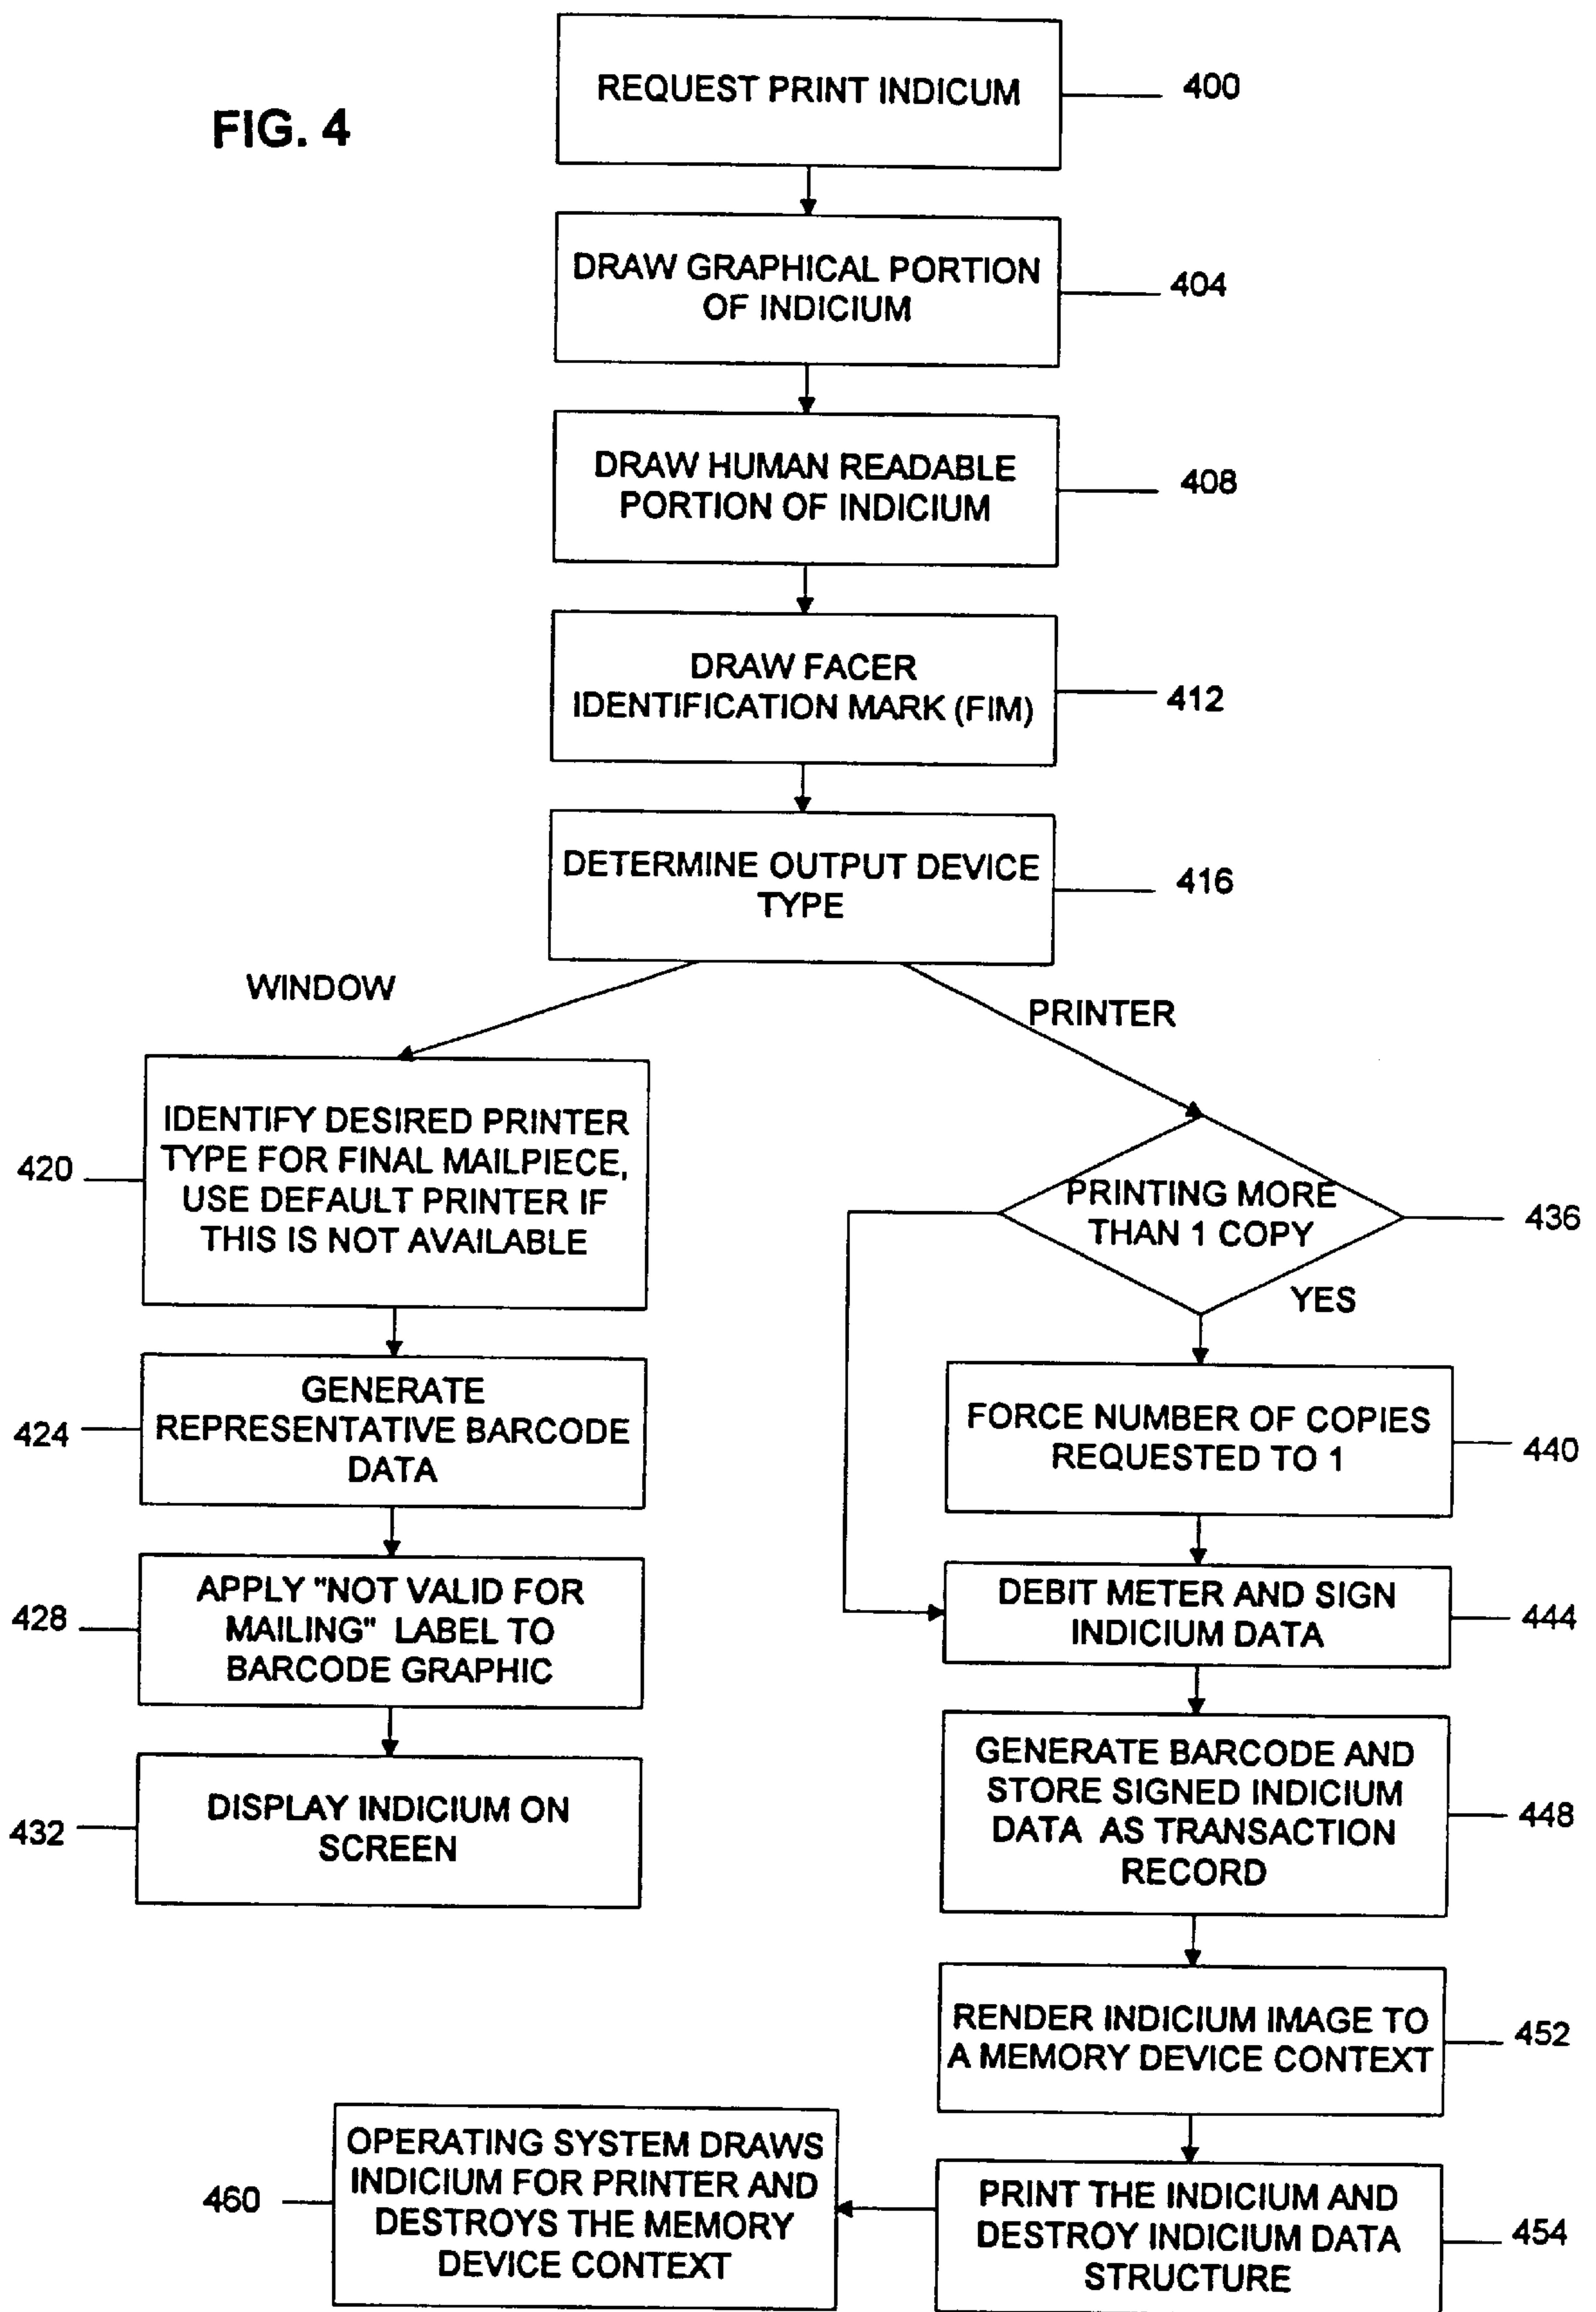 FIG. 4
REQUEST PRINT INDICUM
400
DRAW GRAPHICAL PORTION
OF INDICIUM
404
DRAW HUMAN READABLE
PORTION OF INDICIUM
408
DRAW FACER
IDENTIFICATION MARK (FIM)
412
DETERMINE OUTPUT DEVICE
TYPE
416
WINDOW
PRINTER
IDENTIFY DESIRED PRINTER
TYPE FOR FINAL MAILPIECE,
USE DEFAULT PRINTER IF
THIS IS NOT AVAILABLE
420
GENERATE
REPRESENTATIVE BARCODE
DATA
424
APPLY "NOT VALID FOR
MAILING" LABEL TO
BARCODE GRAPHIC
428
DISPLAY INDICIUM ON
SCREEN
432
PRINTING MORE
THAN 1 COPY
436
YES
FORCE NUMBER OF COPIES
REQUESTED TO 1
440
DEBIT METER AND SIGN
INDICIUM DATA
444
GENERATE BARCODE AND
STORE SIGNED INDICIUM
DATA AS TRANSACTION
RECORD
448
RENDER INDICIUM IMAGE TO
A MEMORY DEVICE CONTEXT
452
PRINT THE INDICIUM AND
DESTROY INDICIUM DATA
STRUCTURE
454
OPERATING SYSTEM DRAWS
INDICIUM FOR PRINTER AND
DESTROYS THE MEMORY
DEVICE CONTEXT
460